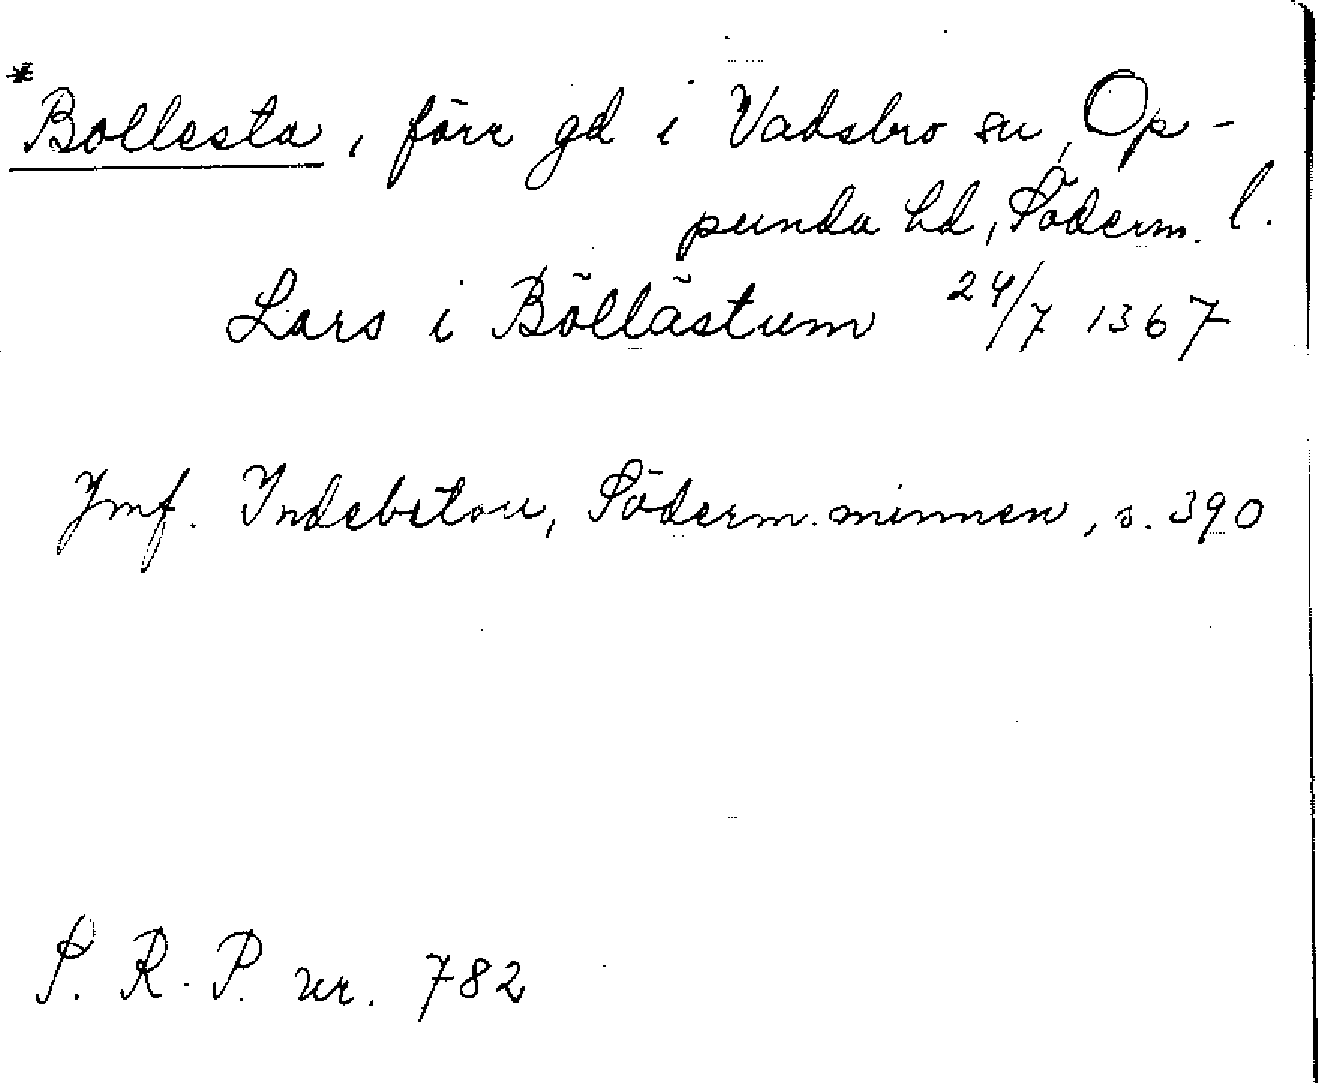 *Bollesta, förr gd i Vadsbro sn, Op-
punda hd, Söderm. l.
Lars i Böllästum 24/7 1367
Jmf. Indebetou, Söderm. minnen, s. 390
S. R. P. nr. 782